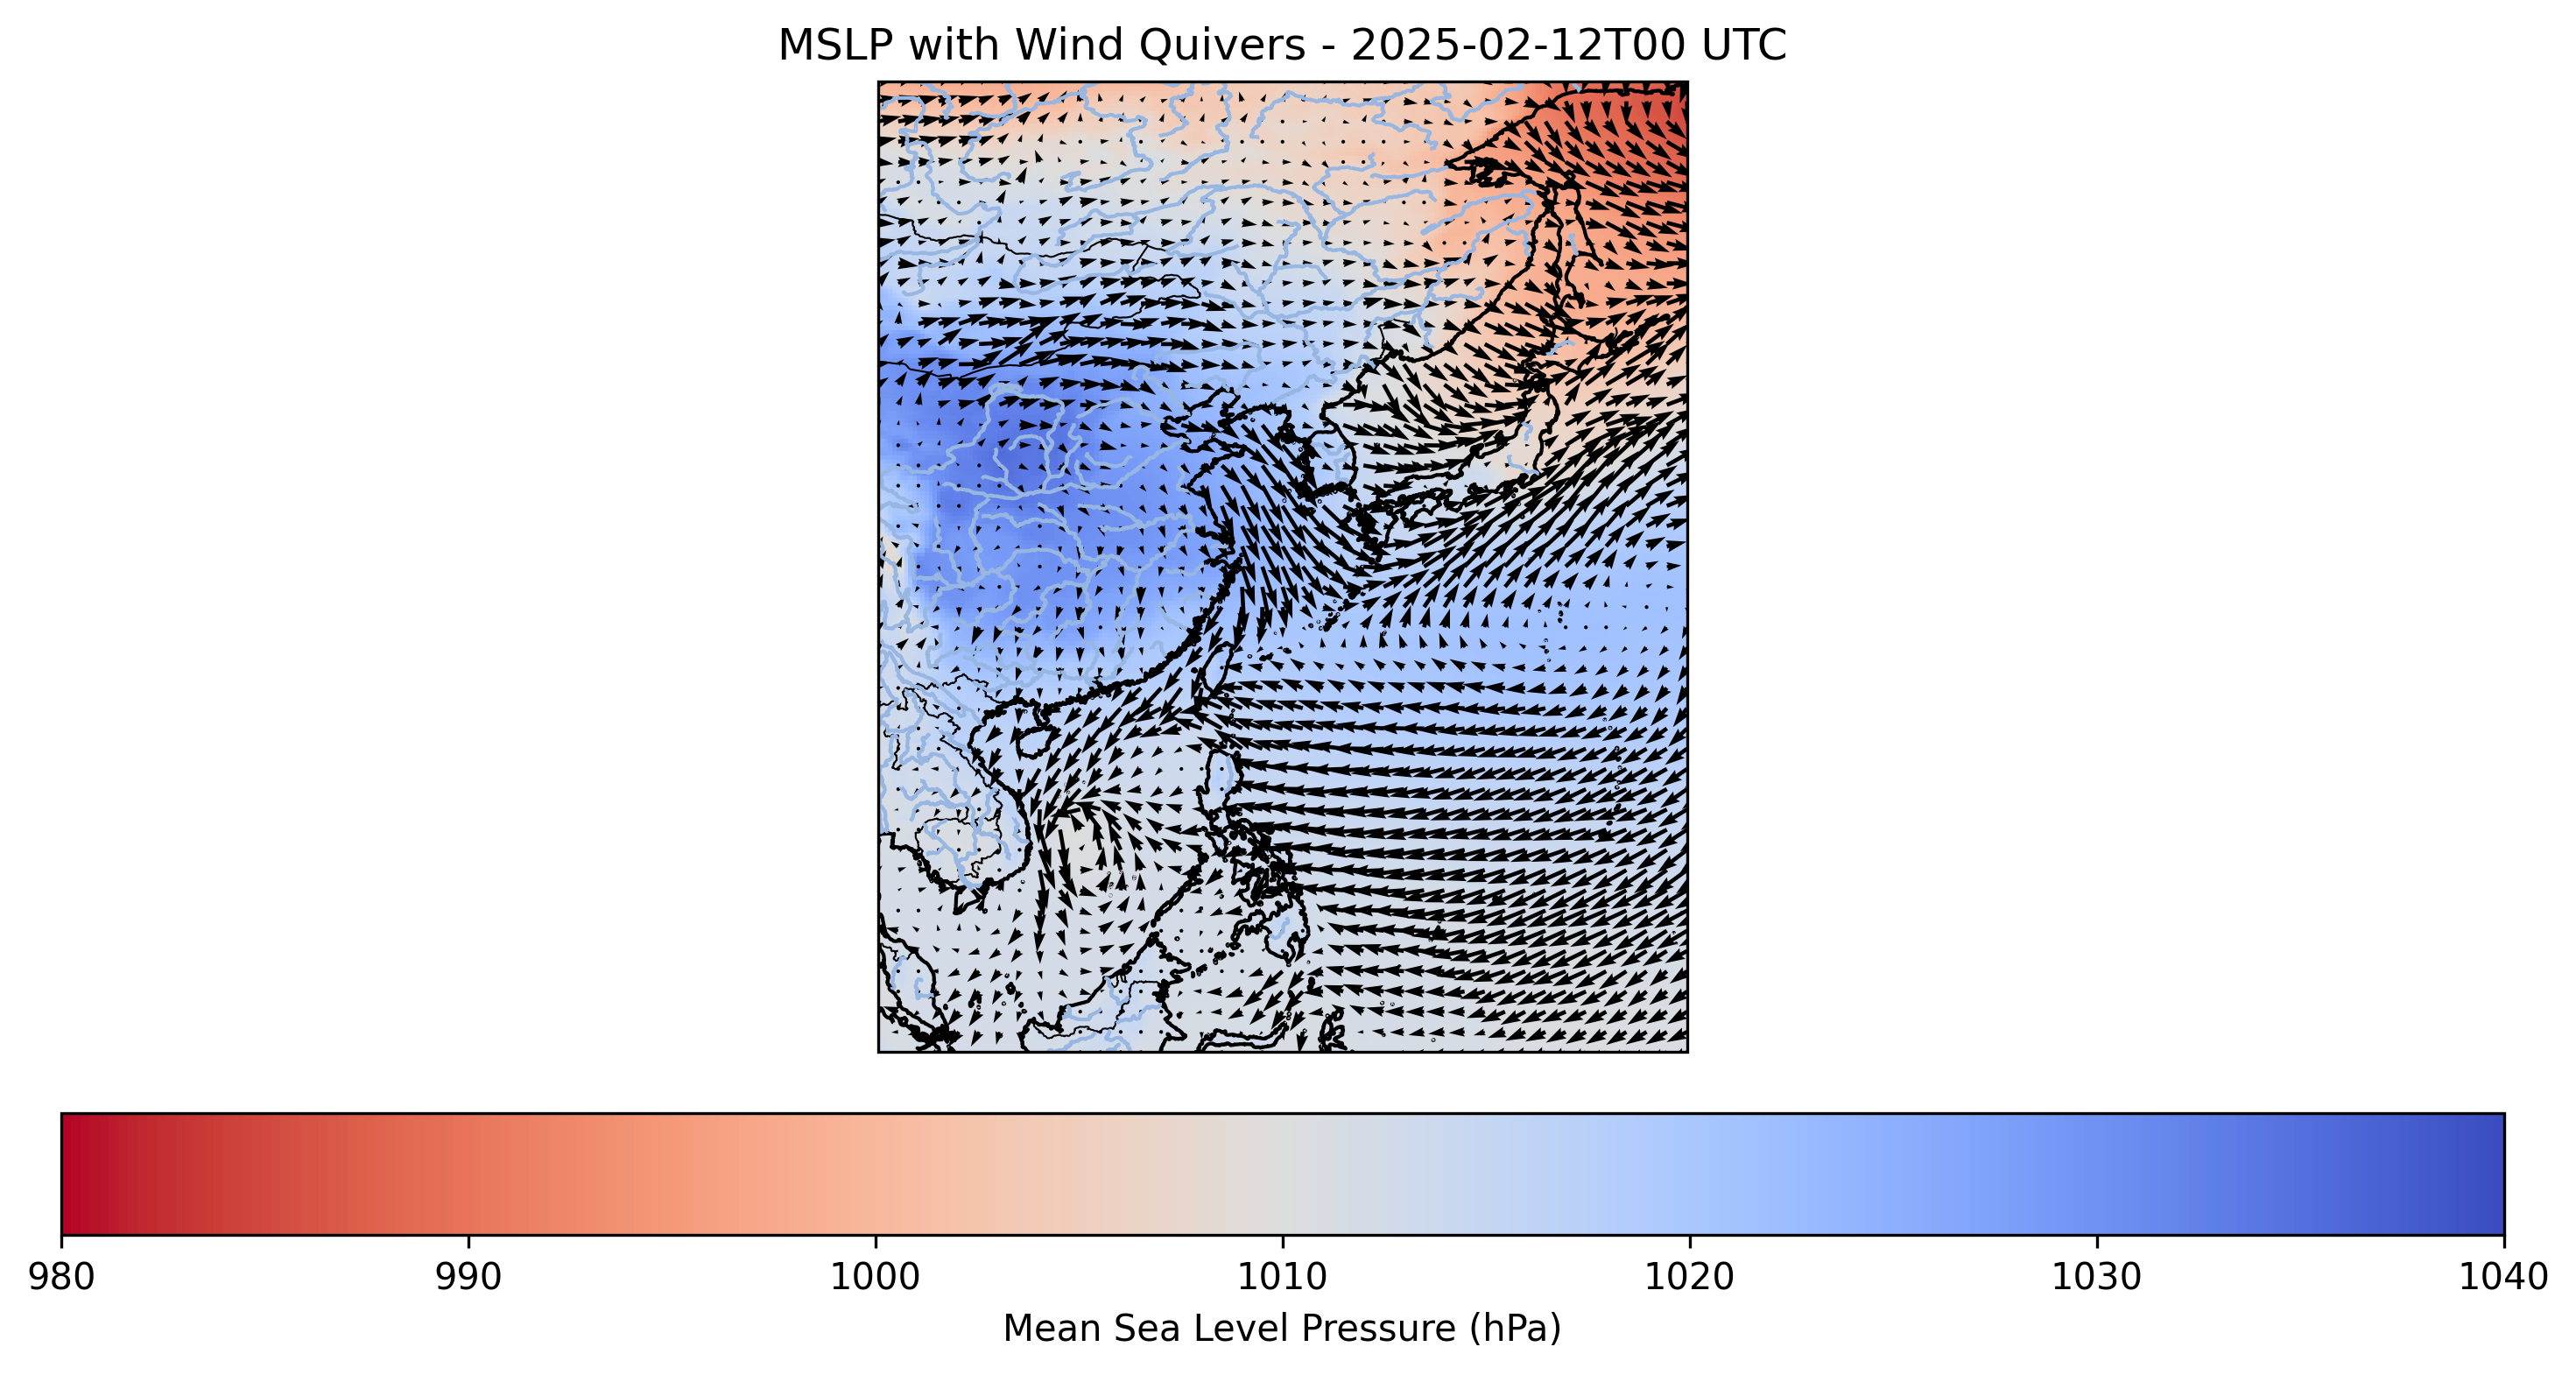 MSLP with Wind Quivers - 2025-02-12T00 UTC
980 990 1000 1010 1020 1030 1040
Mean Sea Level Pressure (hPa)